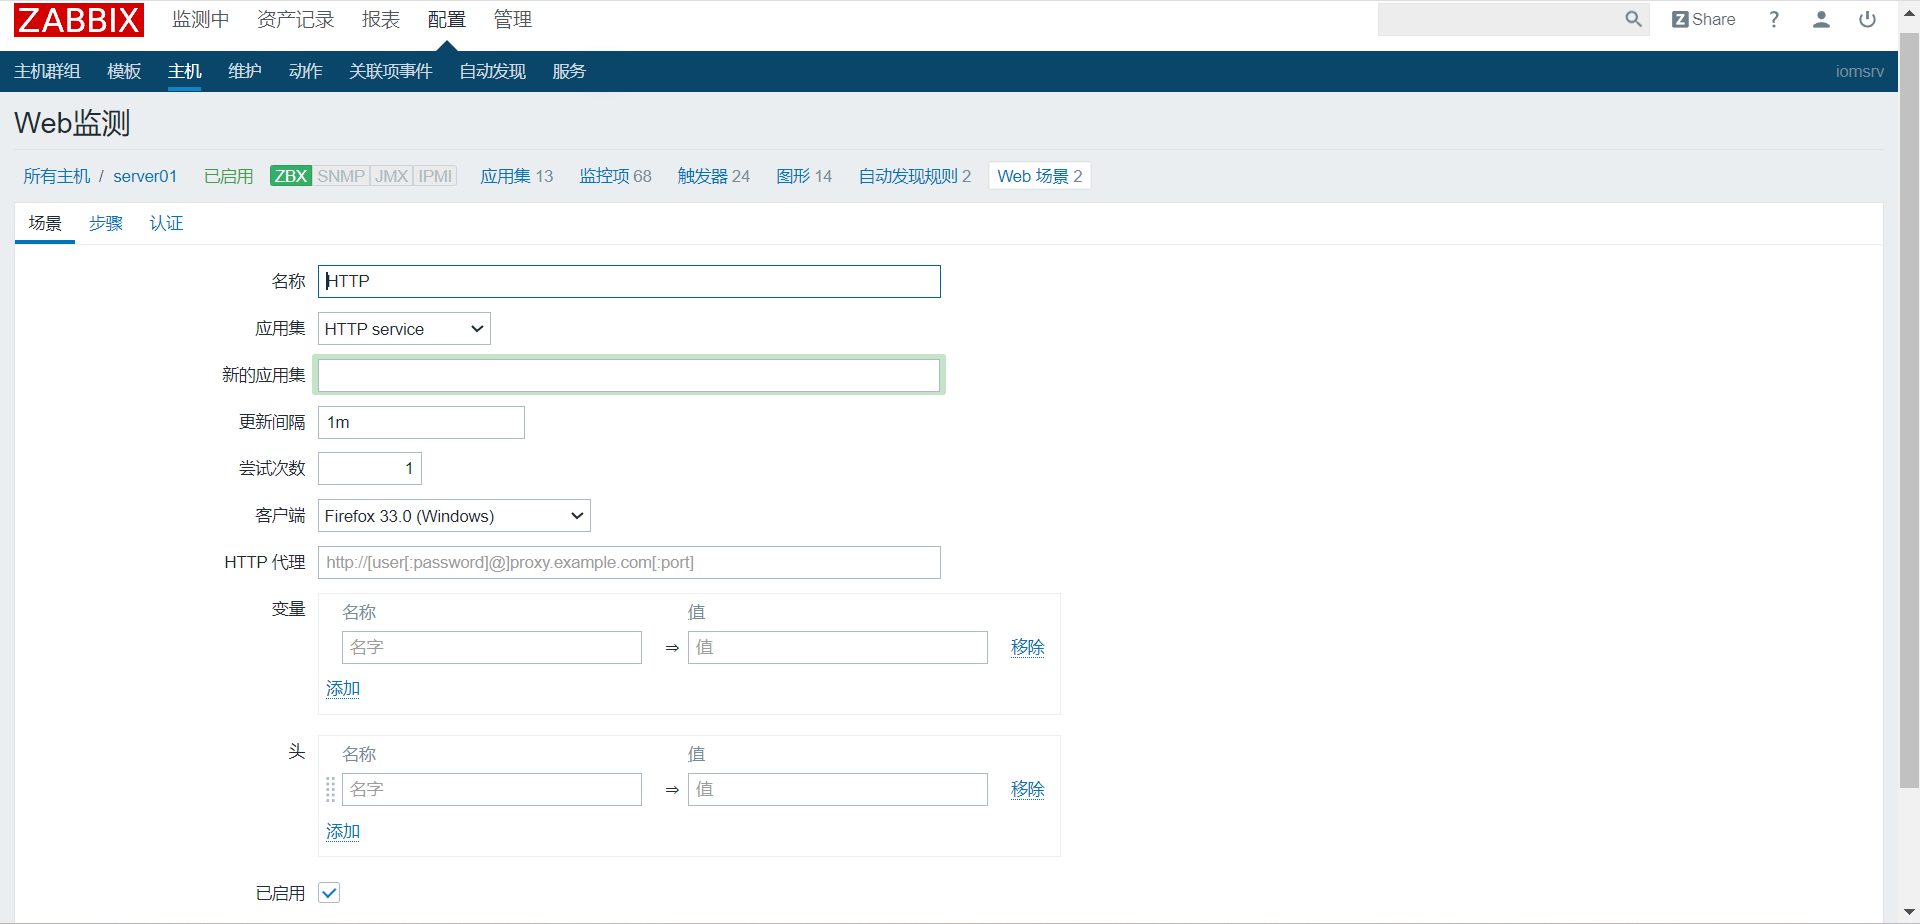 ZABBIX 监测中 资产记录 报表 配置 管理 Z Share ?
主机群组 模板 主机 维护 动作 关联项事件 自动发现 服务 iomsrv
Web监测
所有主机 / server01 已启用 ZBX SNMP JMX IPMI 应用集 13 监控项 68 触发器 24 图形 14 自动发现规则 2 Web 场景 2
场景 步骤 认证
名称 HTTP
应用集 HTTP service
新的应用集
更新间隔 1m
尝试次数 1
客户端 Firefox 33.0 (Windows)
HTTP 代理 http://[user[:password]@]proxy.example.com[:port]
变量 名称 值
名字 ⇒ 值 移除
添加
头 名称 值
名字 ⇒ 值 移除
添加
已启用